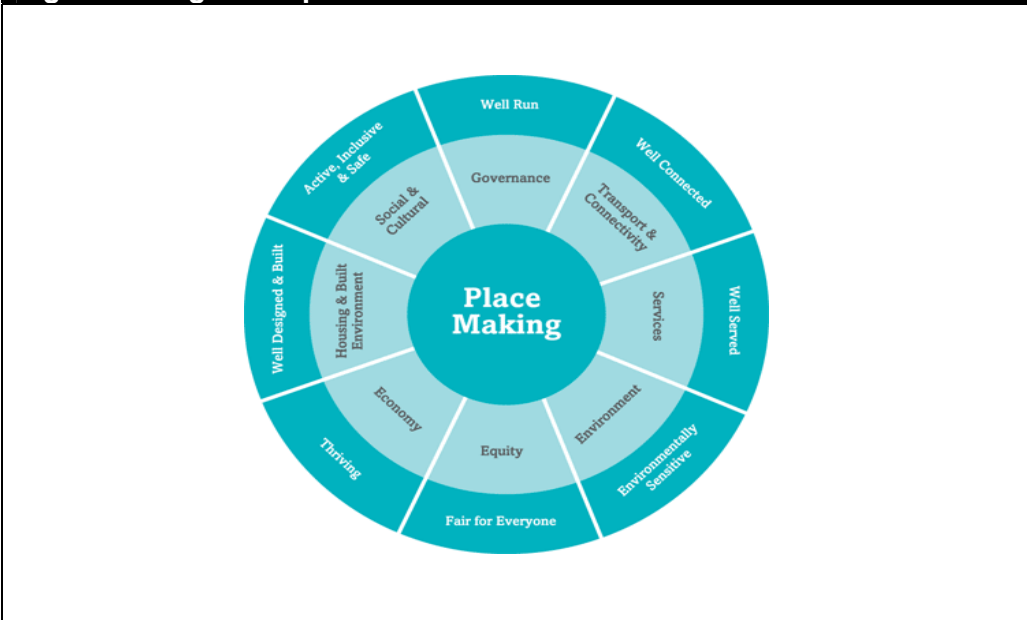 Well Run
Governance
Well Connected
Transport &
Connectivity
Well Served
Services
Environmentally
Sensitive
Environment
Fair for Everyone
Equity
Thriving
Economy
Well Designed & Built
Housing & Built
Environment
Active, Inclusive
& Safe
Social &
Cultural
Place
Making